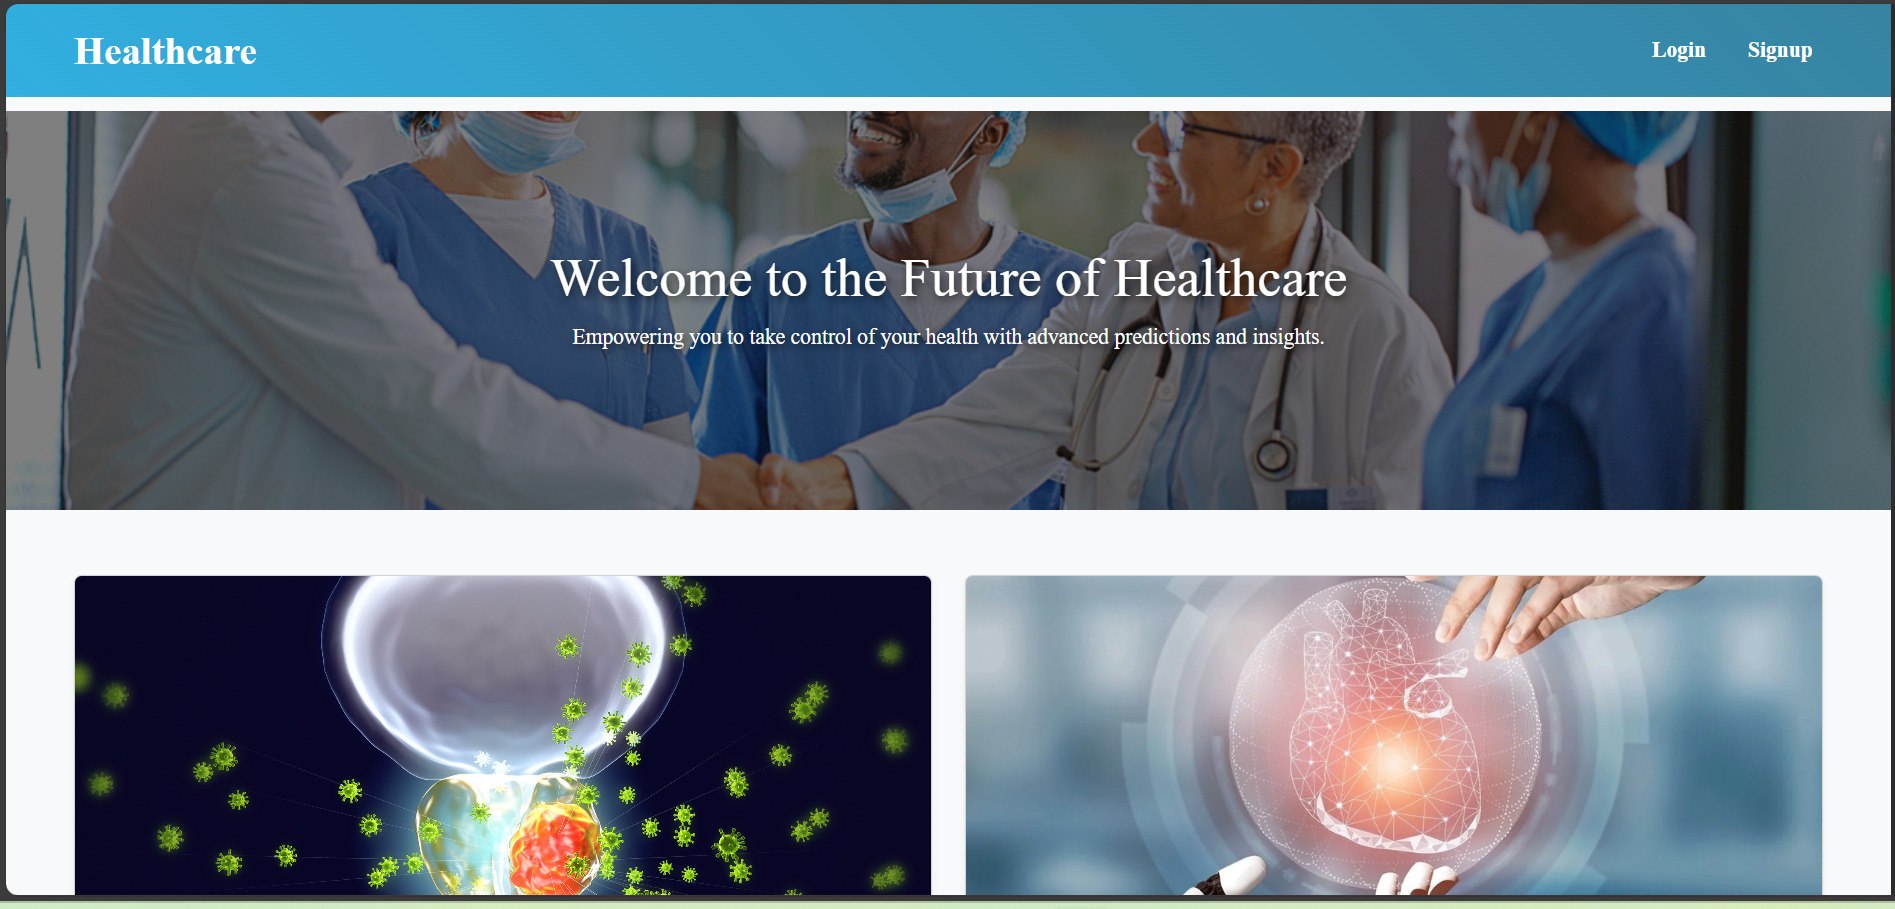 Healthcare
Login
Signup
Welcome to the Future of Healthcare
Empowering you to take control of your health with advanced predictions and insights.